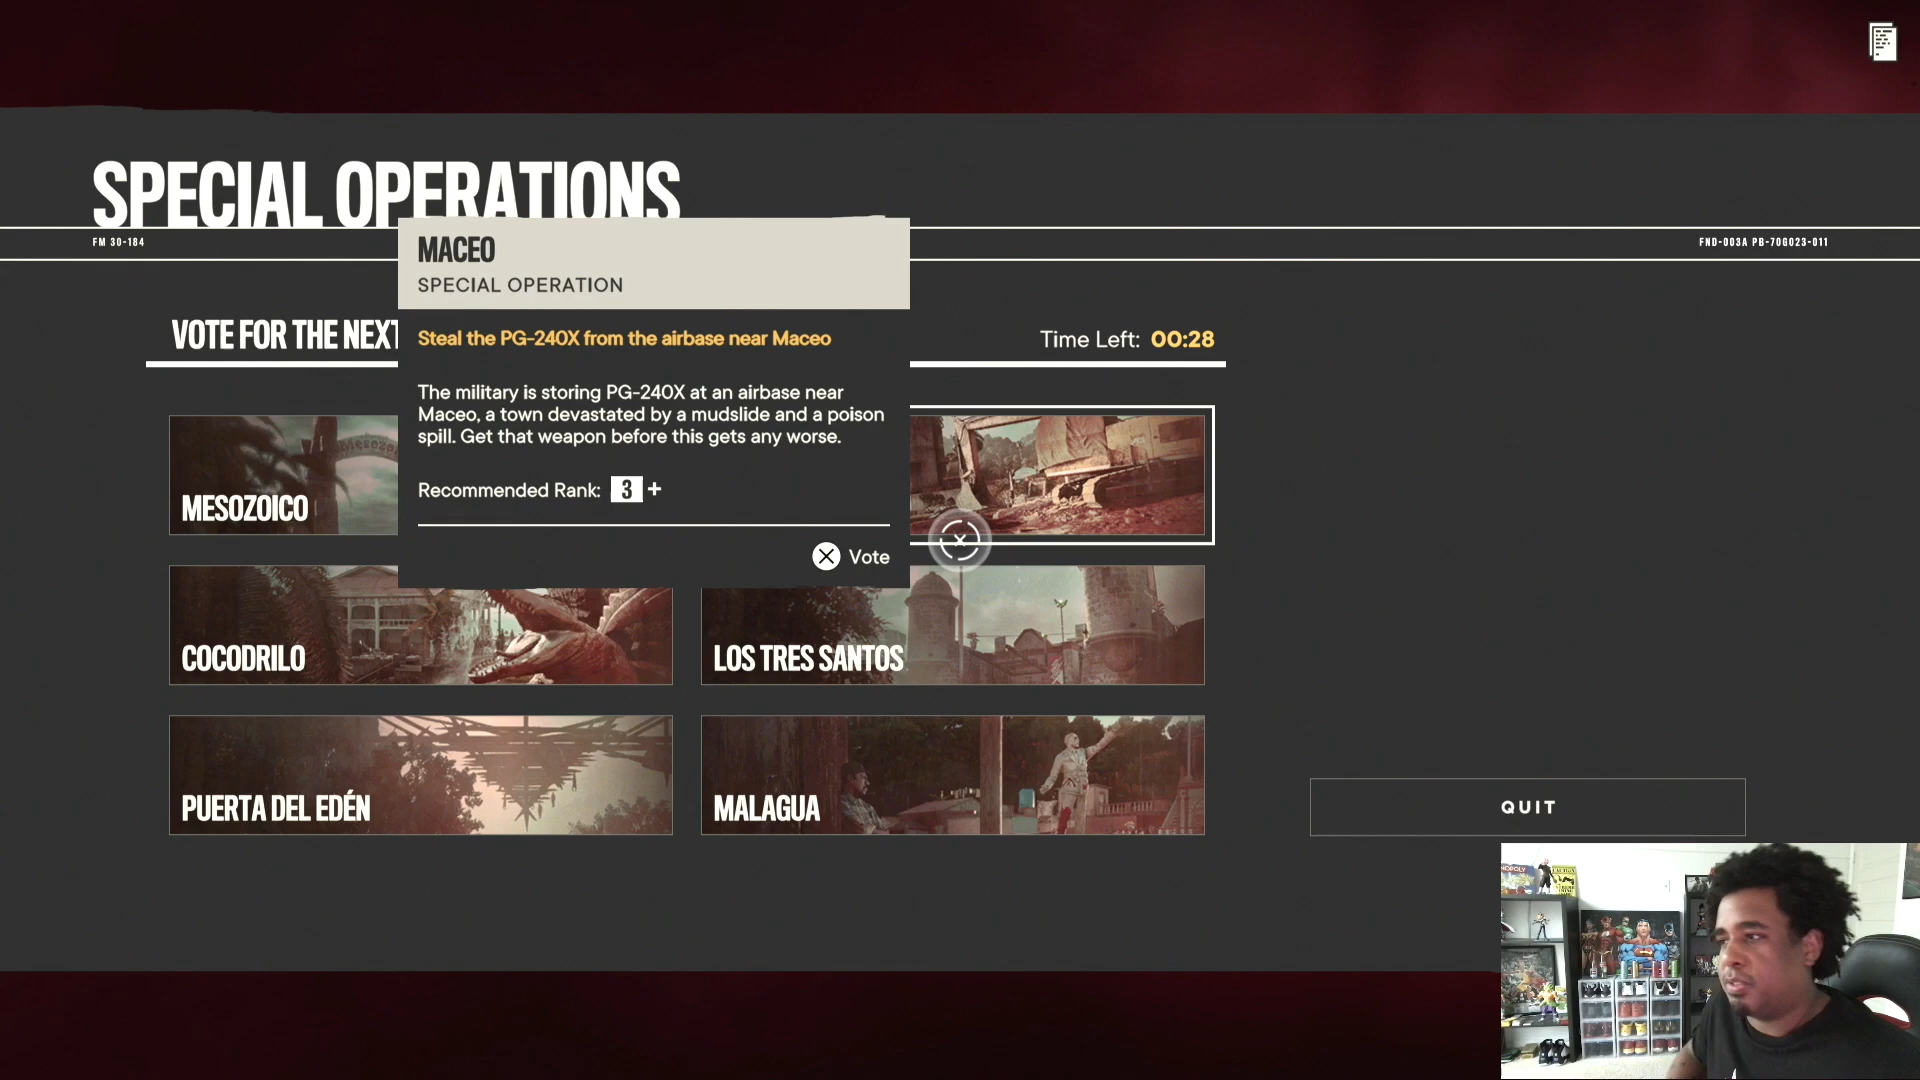 SPECIAL OPERATIONS
FM 30-184
FND-003A PB-70G023-011
MACEO
SPECIAL OPERATION
VOTE FOR THE NEXT
Time Left: 00:28
Steal the PG-240X from the airbase near Maceo
The military is storing PG-240X at an airbase near
Maceo, a town devastated by a mudslide and a poison
spill. Get that weapon before this gets any worse.
Recommended Rank: 3 +
Vote
MESOZOICO
COCODRILO
LOS TRES SANTOS
PUERTA DEL EDÉN
MALAGUA
QUIT